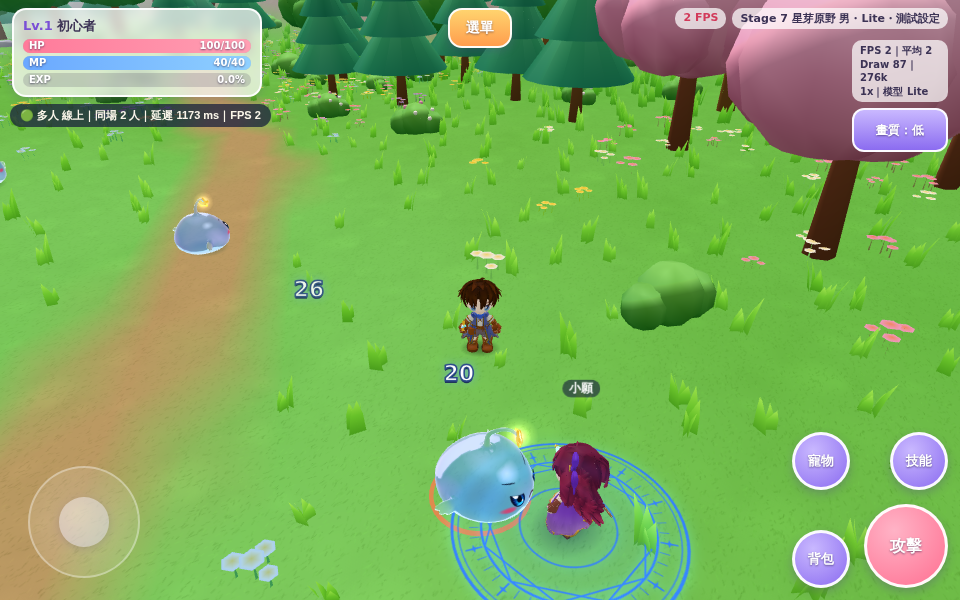 Lv.1 初心者
HP 100/100
MP 40/40
EXP 0.0%
🟢 多人 線上｜同場 2 人｜延遲 1173 ms｜FPS 2
選單
2 FPS
Stage 7 星芽原野 男・Lite・測試設定
FPS 2｜平均 2
Draw 87｜
276k
1x｜模型 Lite
畫質：低
26
20
小願
寵物
技能
背包
攻擊